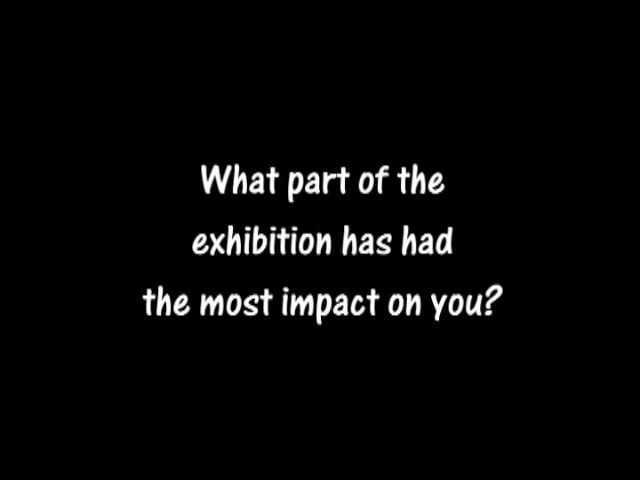 What part of the
exhibition has had
the most impact on you?